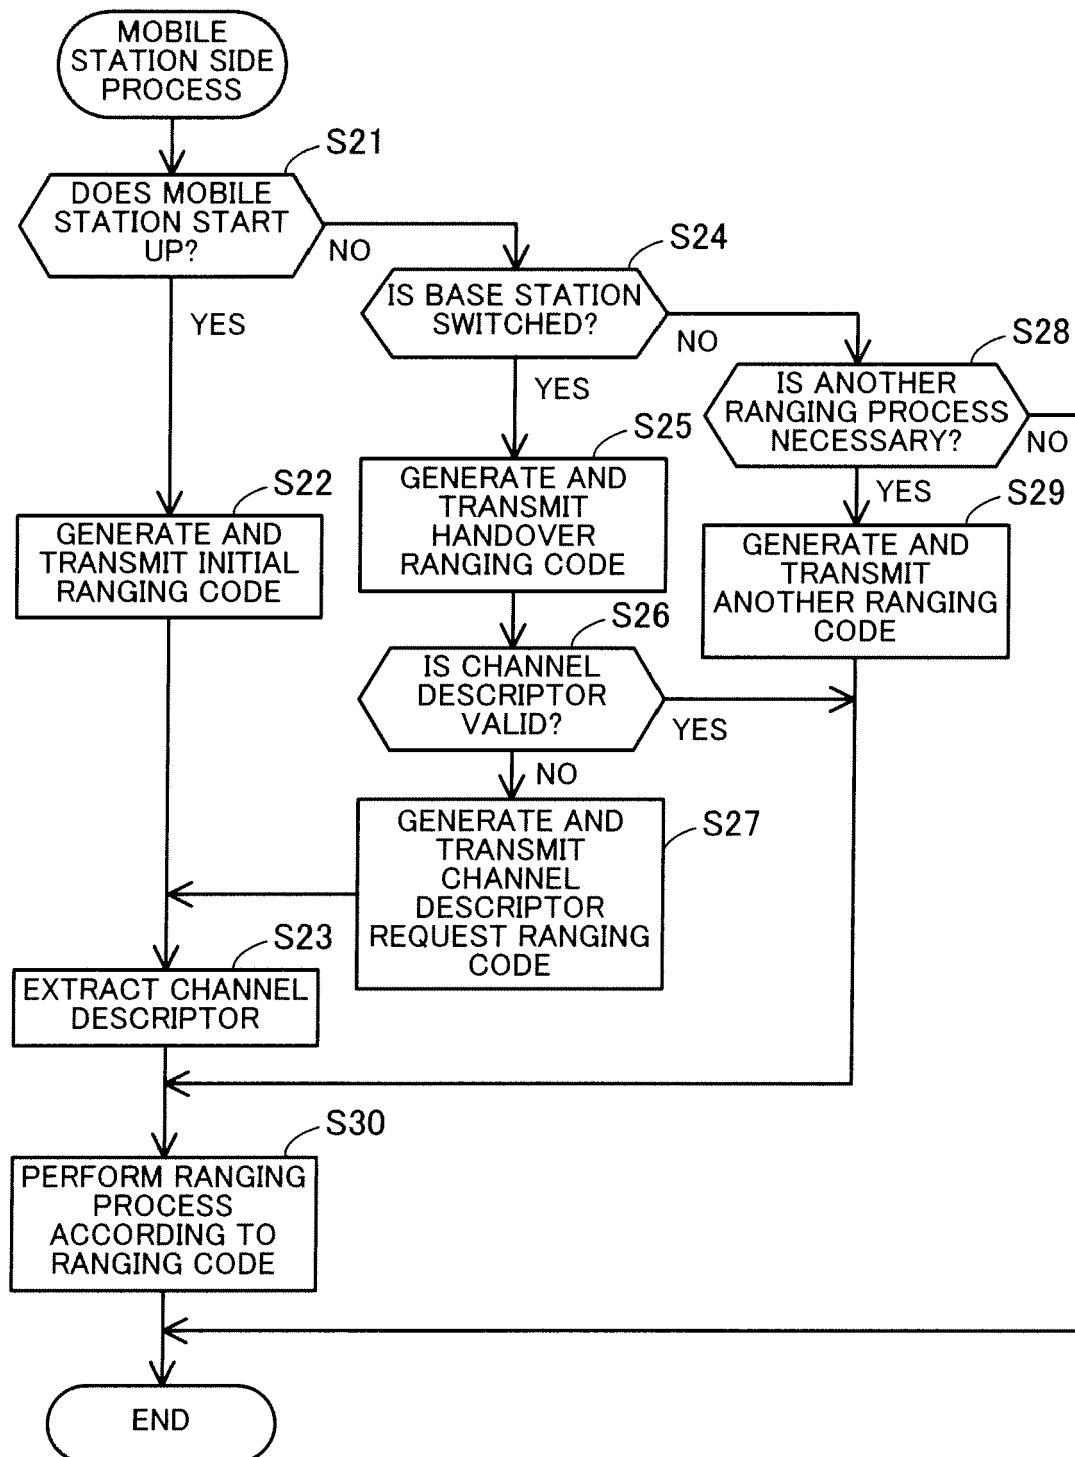 MOBILE
STATION SIDE
PROCESS
S21
DOES MOBILE
STATION START
UP?
NO
YES
S24
IS BASE STATION
SWITCHED?
NO
YES
S28
IS ANOTHER
RANGING PROCESS
NECESSARY?
NO
YES
S22
GENERATE AND
TRANSMIT INITIAL
RANGING CODE
S25
GENERATE AND
TRANSMIT
HANDOVER
RANGING CODE
S29
GENERATE AND
TRANSMIT
ANOTHER RANGING
CODE
S26
IS CHANNEL
DESCRIPTOR
VALID?
YES
NO
S27
GENERATE AND
TRANSMIT
CHANNEL
DESCRIPTOR
REQUEST RANGING
CODE
S23
EXTRACT CHANNEL
DESCRIPTOR
S30
PERFORM RANGING
PROCESS
ACCORDING TO
RANGING CODE
END